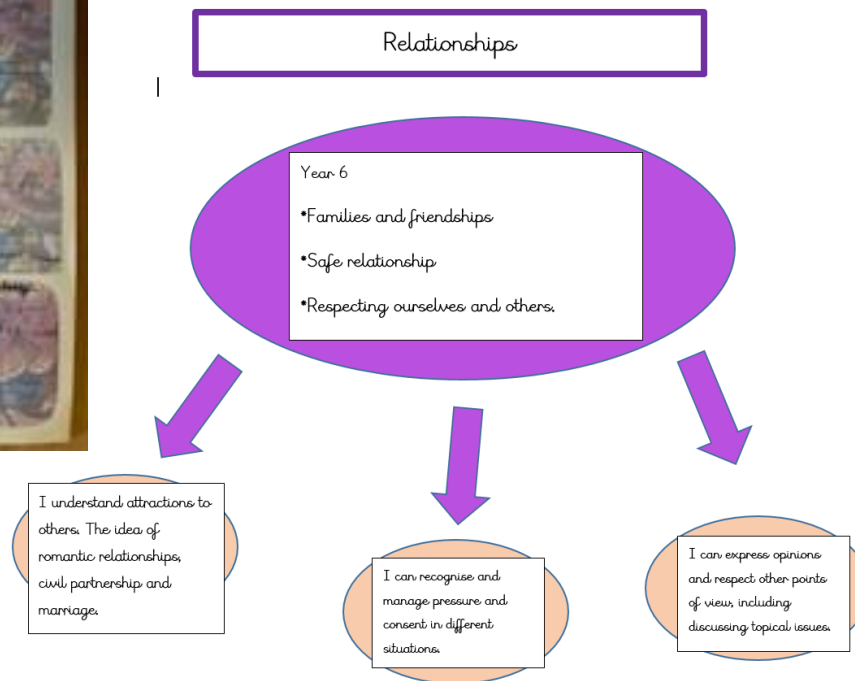 Relationships
Year 6
*Families and friendships
*Safe relationship
*Respecting ourselves and others.
I understand attractions to
others. The idea of
romantic relationships,
civil partnership and
marriage.
I can recognise and
manage pressure and
consent in different
situations.
I can express opinions
and respect other points
of view, including
discussing topical issues.